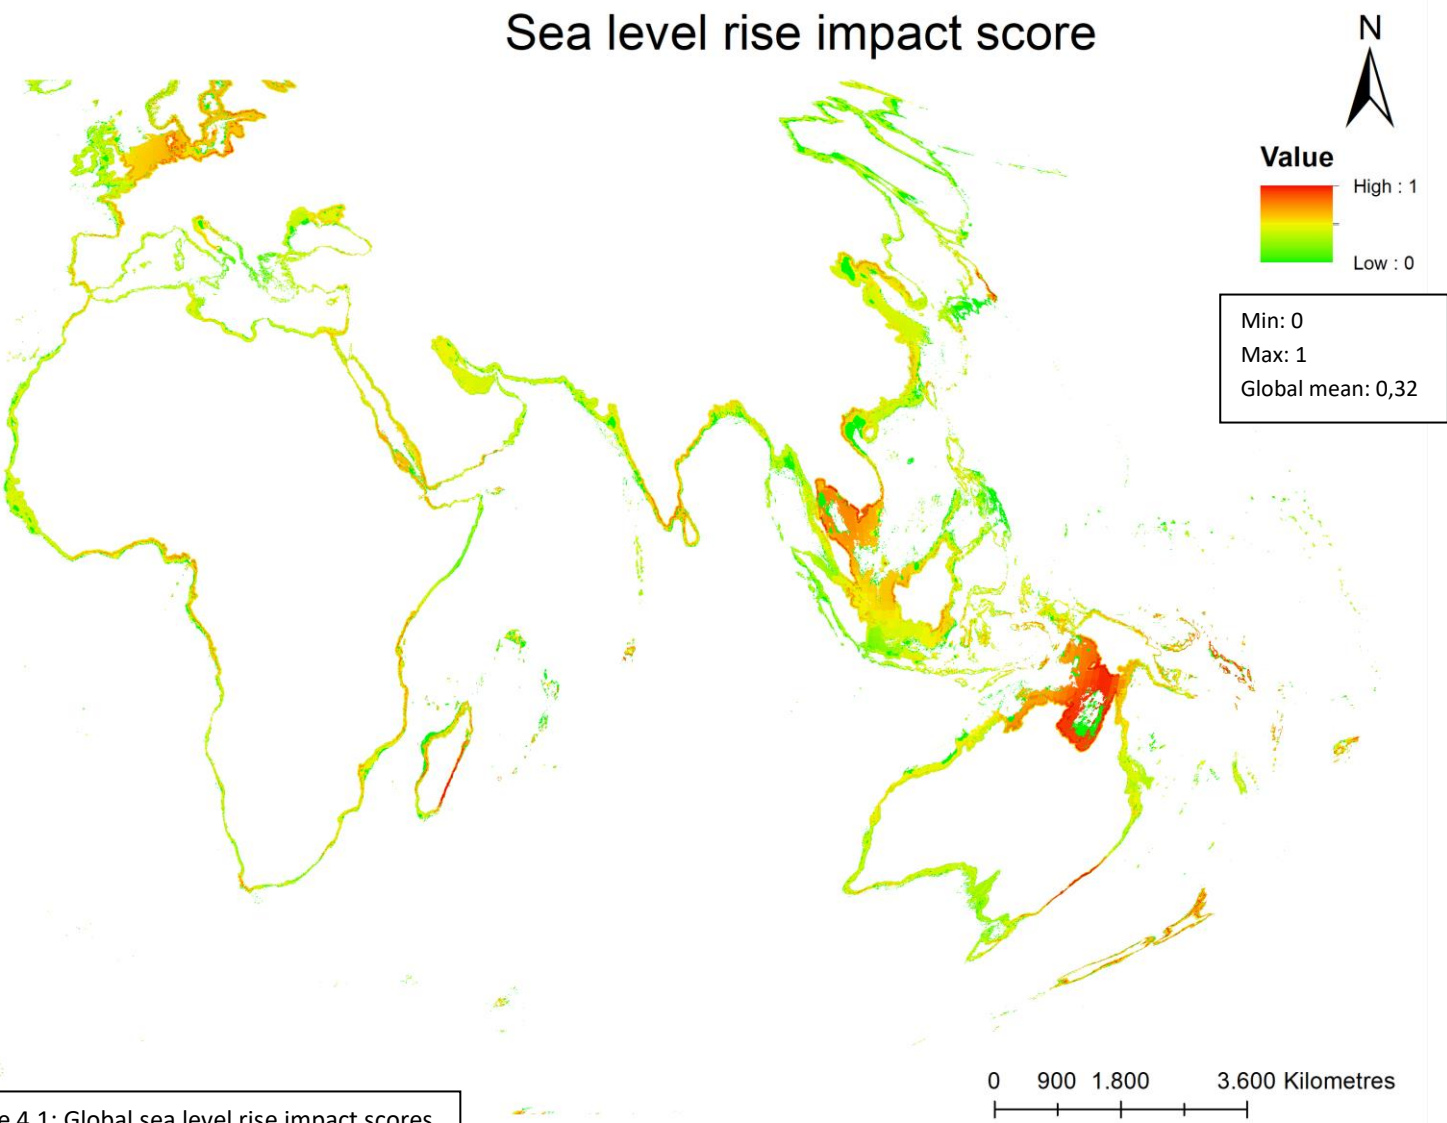 Sea level rise impact score
N
Value
High : 1
Low : 0
Min: 0
Max: 1
Global mean: 0,32
0 900 1.800 3.600 Kilometres
4.1: Global sea level rise impact scores